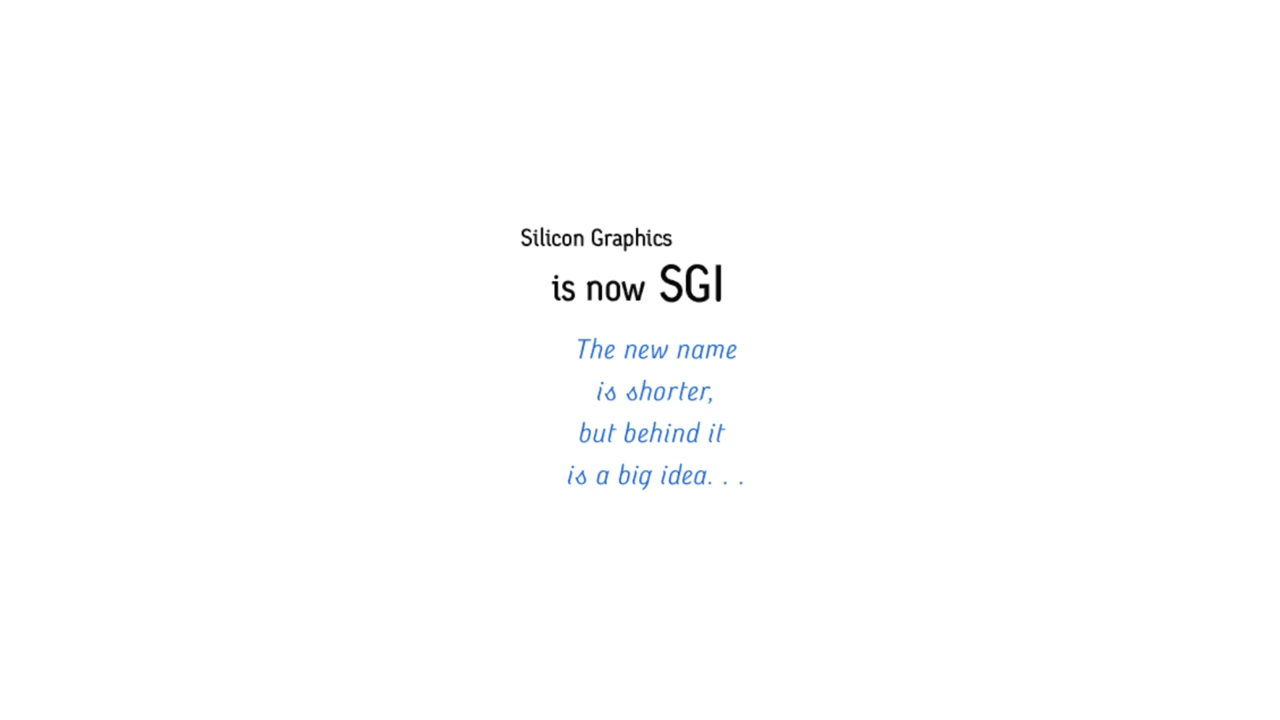 Silicon Graphics
is now SGI
The new name
is shorter,
but behind it
is a big idea. . .